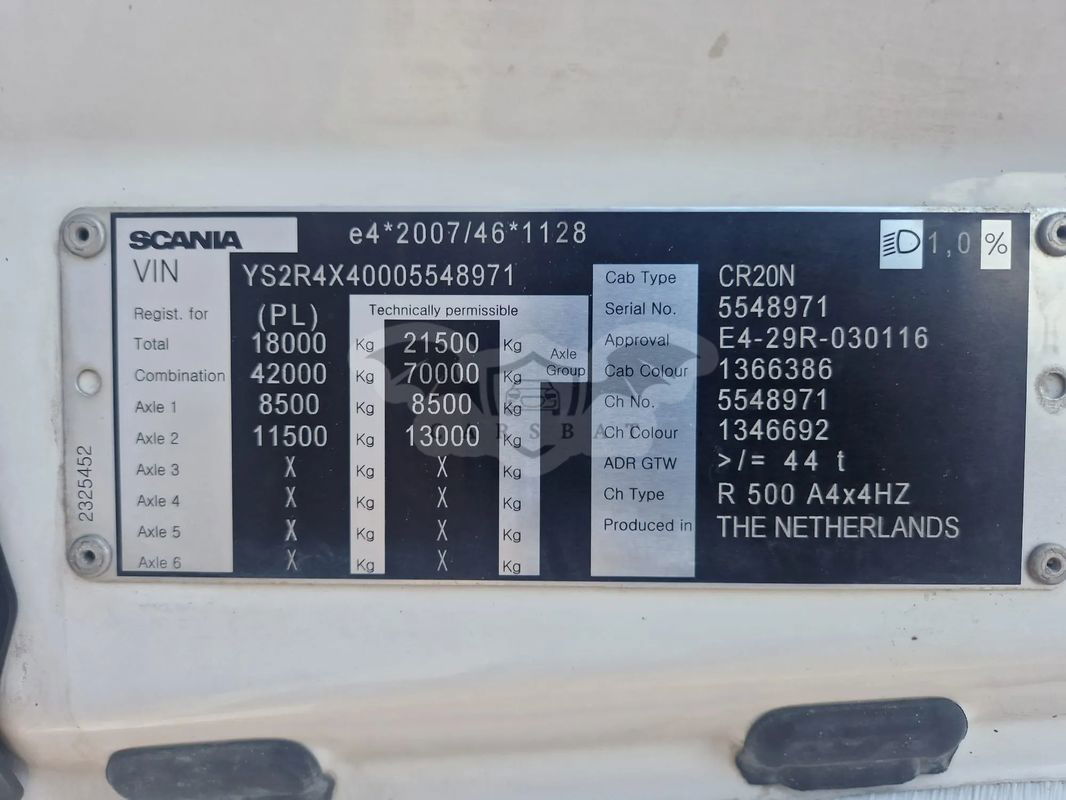 SCANIA e4*2007/46*1128 1,0 %
VIN YS2R4X40005548971 Cab Type CR20N
Regist. for (PL) Technically permissible Serial No. 5548971
Total 18000 Kg 21500 Kg Axle Group Approval E4-29R-030116
Combination 42000 Kg 70000 Kg Cab Colour 1366386
Axle 1 8500 Kg 8500 Kg Ch No. 5548971
Axle 2 11500 Kg 13000 Kg Ch Colour 1346692
CARSBAT
Axle 3 X Kg X Kg ADR GTW >/= 44 t
Axle 4 X Kg X Kg Ch Type R 500 A4x4HZ
Axle 5 X Kg X Kg Produced in THE NETHERLANDS
Axle 6 X Kg X Kg
2325452